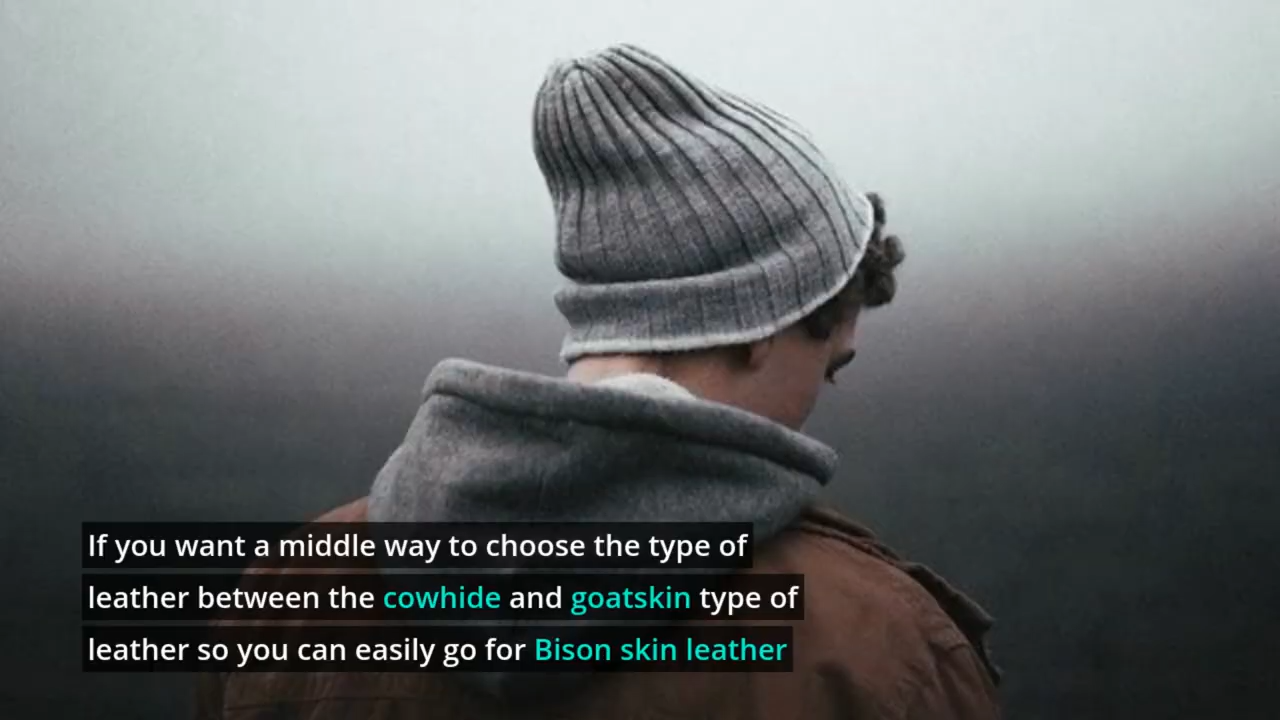 If you want a middle way to choose the type of
leather between the cowhide and goatskin type of
leather so you can easily go for Bison skin leather